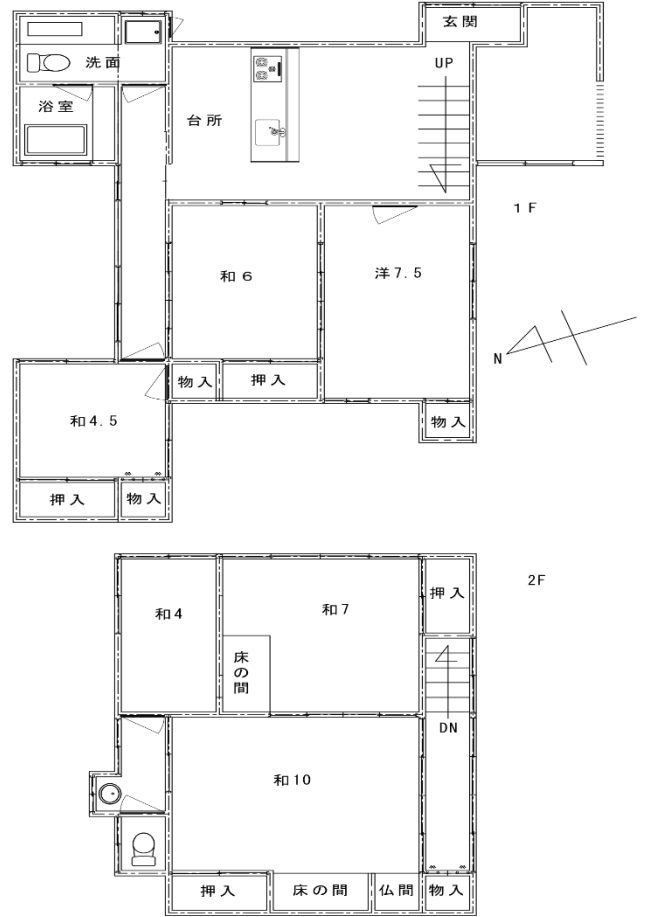 玄関
UP
洗面
浴室
台所
1F
和6
洋7.5
N
物入
押入
和4.5
物入
押入
物入
2F
押入
和4
和7
床の間
DN
和10
押入
床の間
仏間
物入